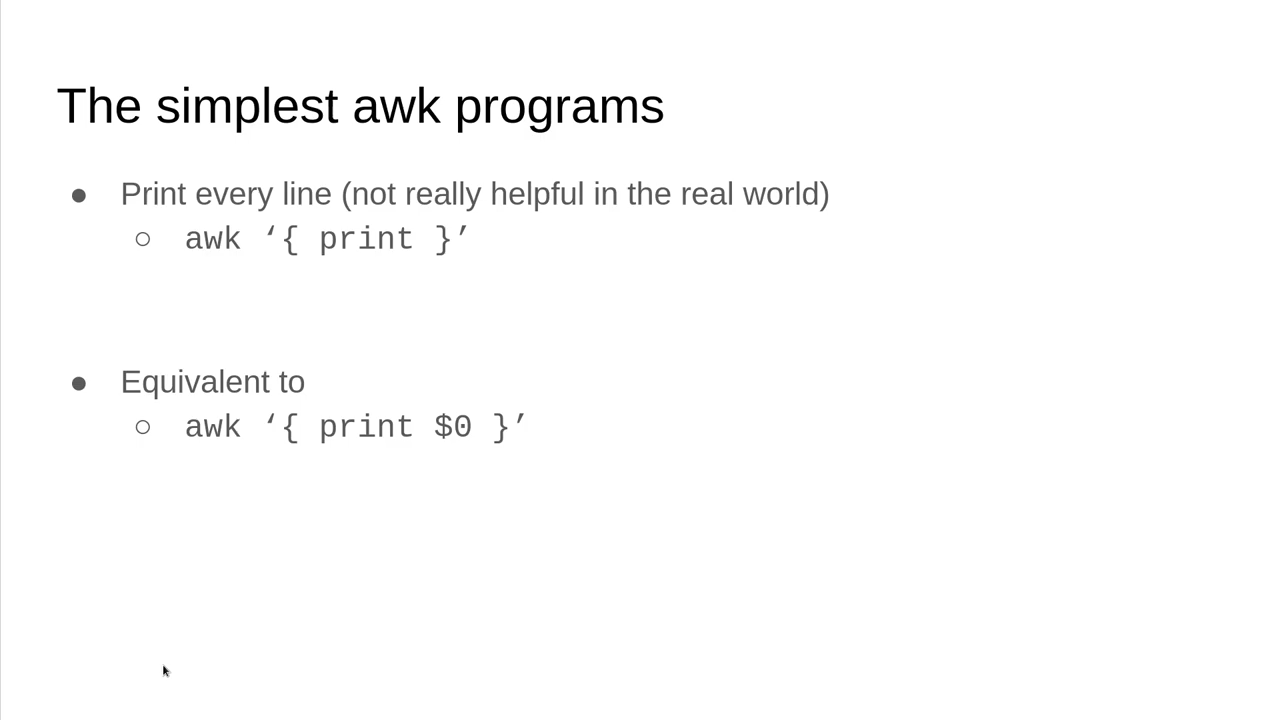 The simplest awk programs
● Print every line (not really helpful in the real world)
○ awk ‘{ print }’
● Equivalent to
○ awk ‘{ print $0 }’